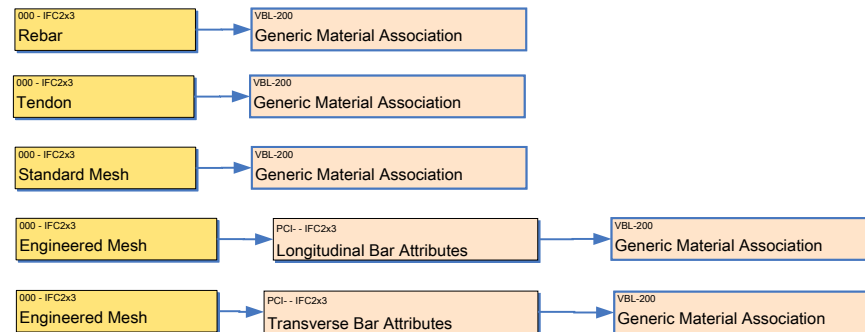 000 - IFC2x3
Rebar
VBL-200
Generic Material Association
000 - IFC2x3
Tendon
VBL-200
Generic Material Association
000 - IFC2x3
Standard Mesh
VBL-200
Generic Material Association
000 - IFC2x3
Engineered Mesh
PCI- - IFC2x3
Longitudinal Bar Attributes
VBL-200
Generic Material Association
000 - IFC2x3
Engineered Mesh
PCI- - IFC2x3
Transverse Bar Attributes
VBL-200
Generic Material Association